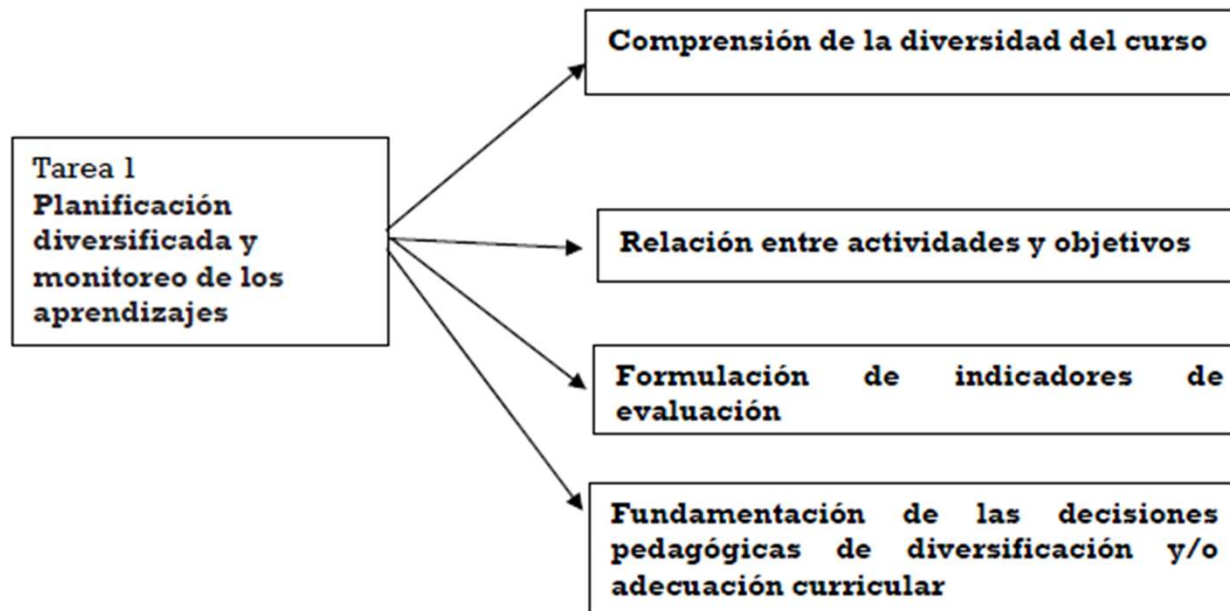 Comprensión de la diversidad del curso
Tarea 1
Planificación
diversificada y
monitoreo de los
aprendizajes
Relación entre actividades y objetivos
Formulación de indicadores de
evaluación
Fundamentación de las decisiones
pedagógicas de diversificación y/o
adecuación curricular